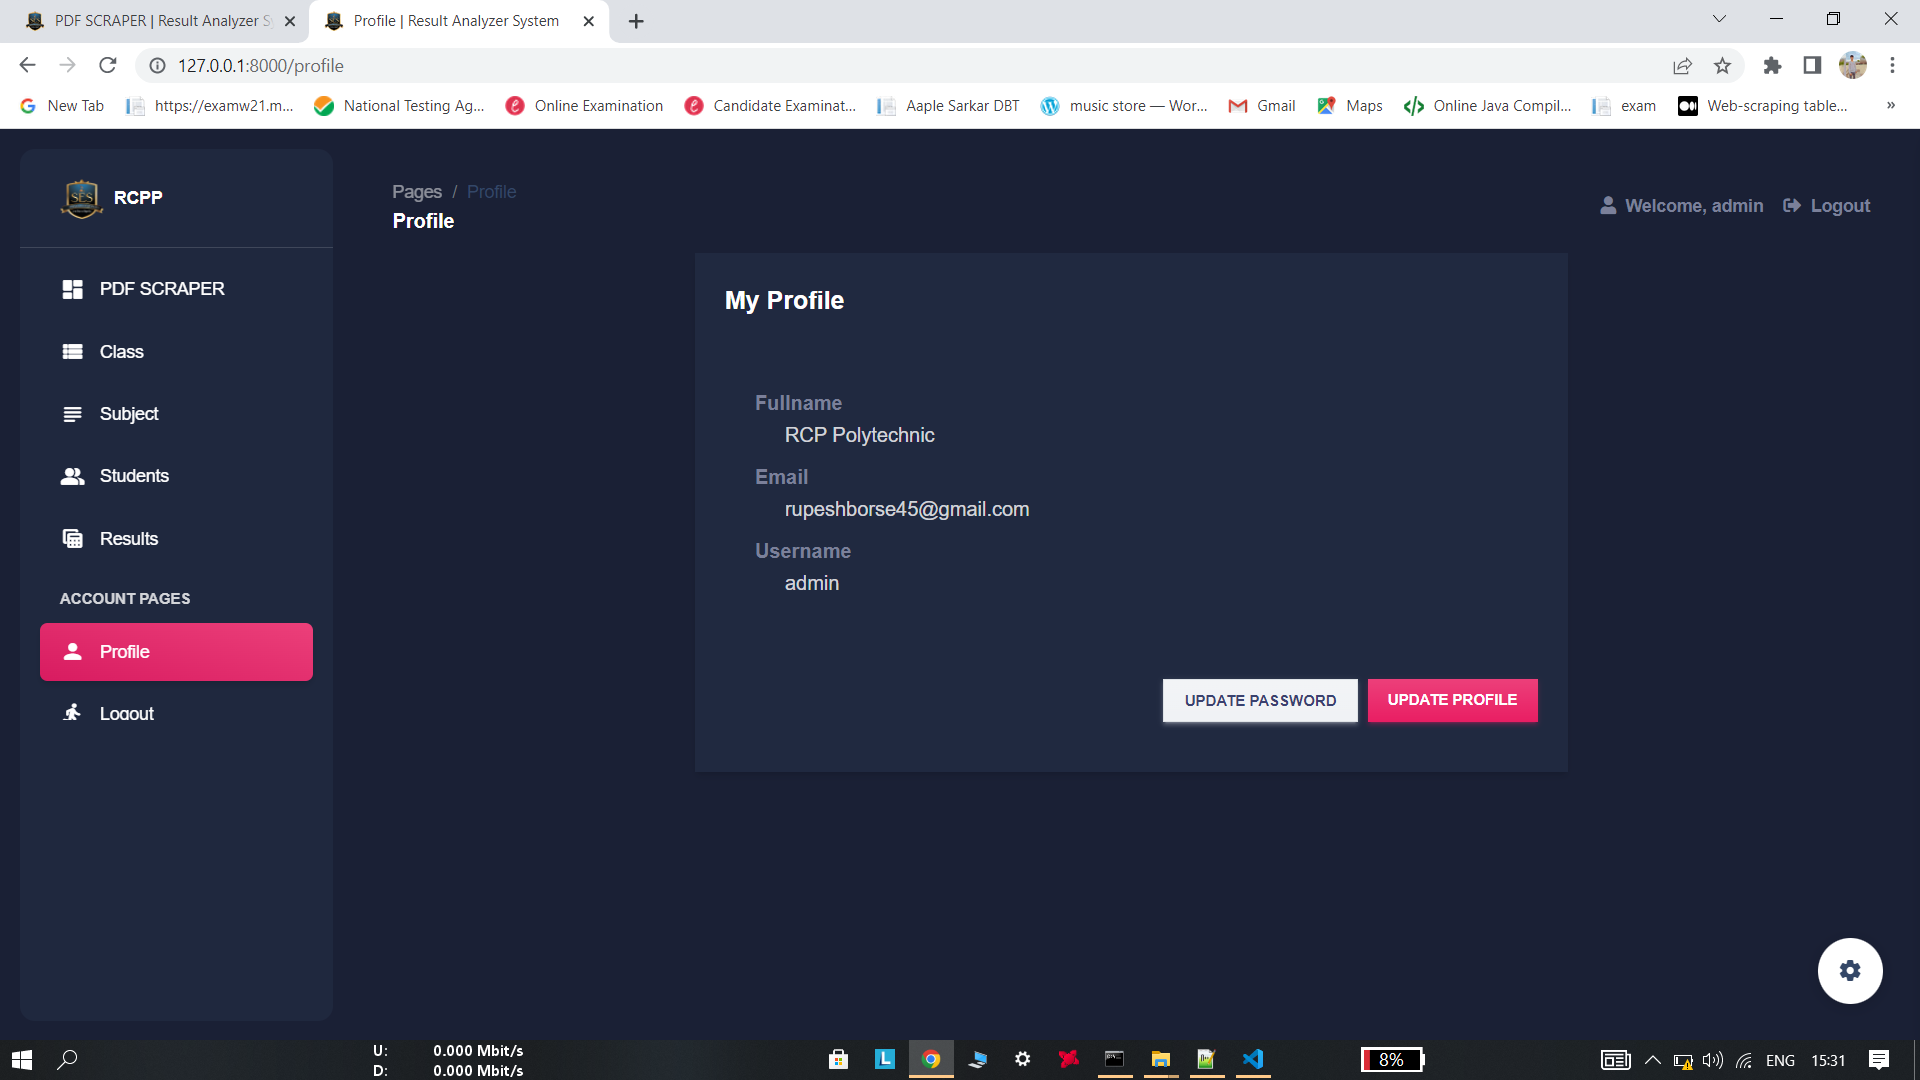 PDF SCRAPER | Result Analyzer S
Profile | Result Analyzer System
127.0.0.1:8000/profile
New Tab
https://examw21.m...
National Testing Ag...
Online Examination
Candidate Examinat...
Aaple Sarkar DBT
music store — Wor...
Gmail
Maps
Online Java Compil...
exam
Web-scraping table...
»
SES
RCPP
Pages / Profile
Profile
Welcome, admin
Logout
PDF SCRAPER
Class
Subject
Students
Results
ACCOUNT PAGES
Profile
Logout
My Profile
Fullname
RCP Polytechnic
Email
rupeshborse45@gmail.com
Username
admin
UPDATE PASSWORD
UPDATE PROFILE
U: 0.000 Mbit/s
D: 0.000 Mbit/s
L
8%
ENG
15:31